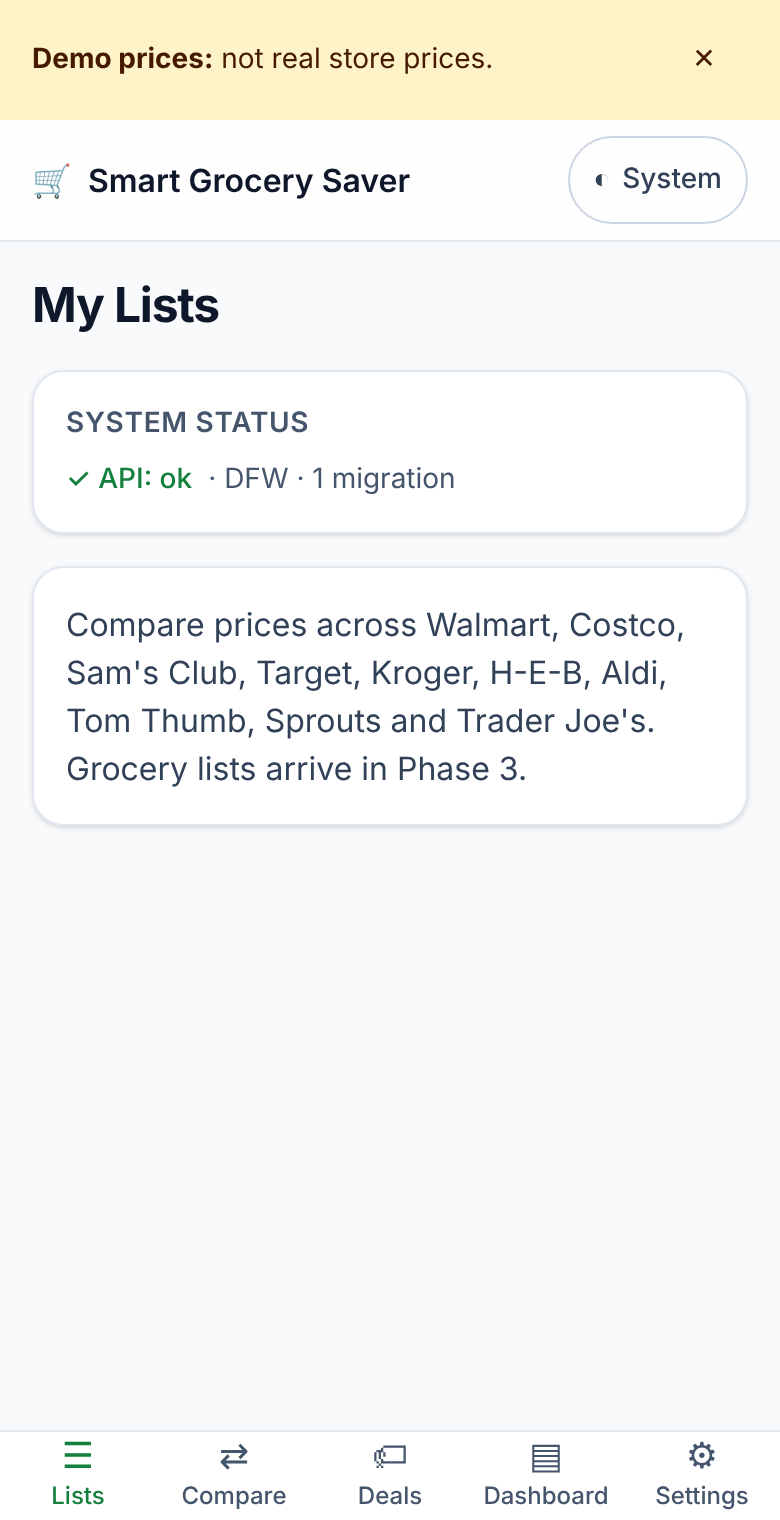 Demo prices: not real store prices. ✕
🛒 Smart Grocery Saver
◐ System
My Lists
SYSTEM STATUS
✓ API: ok · DFW · 1 migration
Compare prices across Walmart, Costco,
Sam's Club, Target, Kroger, H-E-B, Aldi,
Tom Thumb, Sprouts and Trader Joe's.
Grocery lists arrive in Phase 3.
Lists
Compare
Deals
Dashboard
Settings